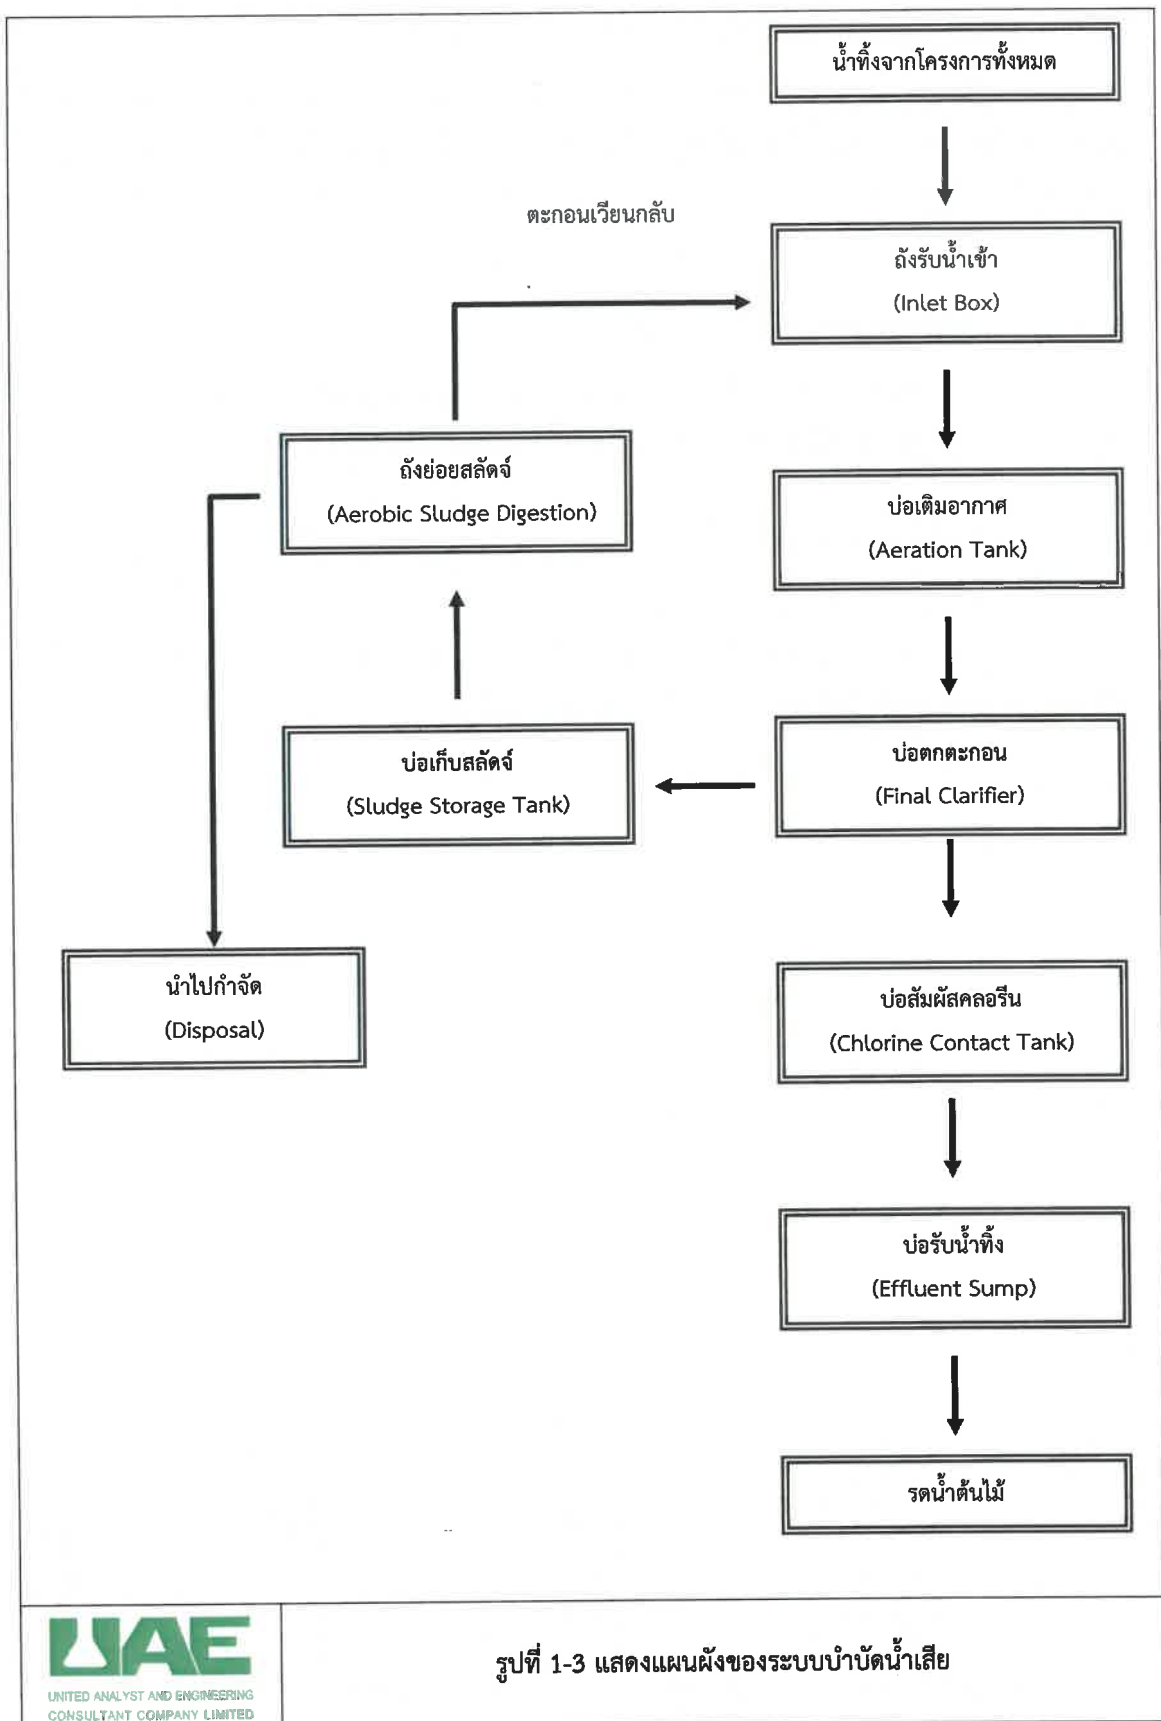 น้ำทิ้งจากโครงการทั้งหมด
ตะกอนเวียนกลับ
ถังรับน้ำเข้า
(Inlet Box)
ถังย่อยสลัดจ์
(Aerobic Sludge Digestion)
บ่อเติมอากาศ
(Aeration Tank)
บ่อเก็บสลัดจ์
(Sludge Storage Tank)
บ่อตกตะกอน
(Final Clarifier)
นำไปกำจัด
(Disposal)
บ่อสัมผัสคลอรีน
(Chlorine Contact Tank)
บ่อรับน้ำทิ้ง
(Effluent Sump)
รดน้ำต้นไม้
UAE
UNITED ANALYST AND ENGINEERING
CONSULTANT COMPANY LIMITED
รูปที่ 1-3 แสดงแผนผังของระบบบำบัดน้ำเสีย